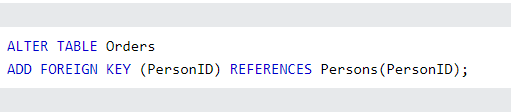 ALTER TABLE Orders
ADD FOREIGN KEY (PersonID) REFERENCES Persons(PersonID);